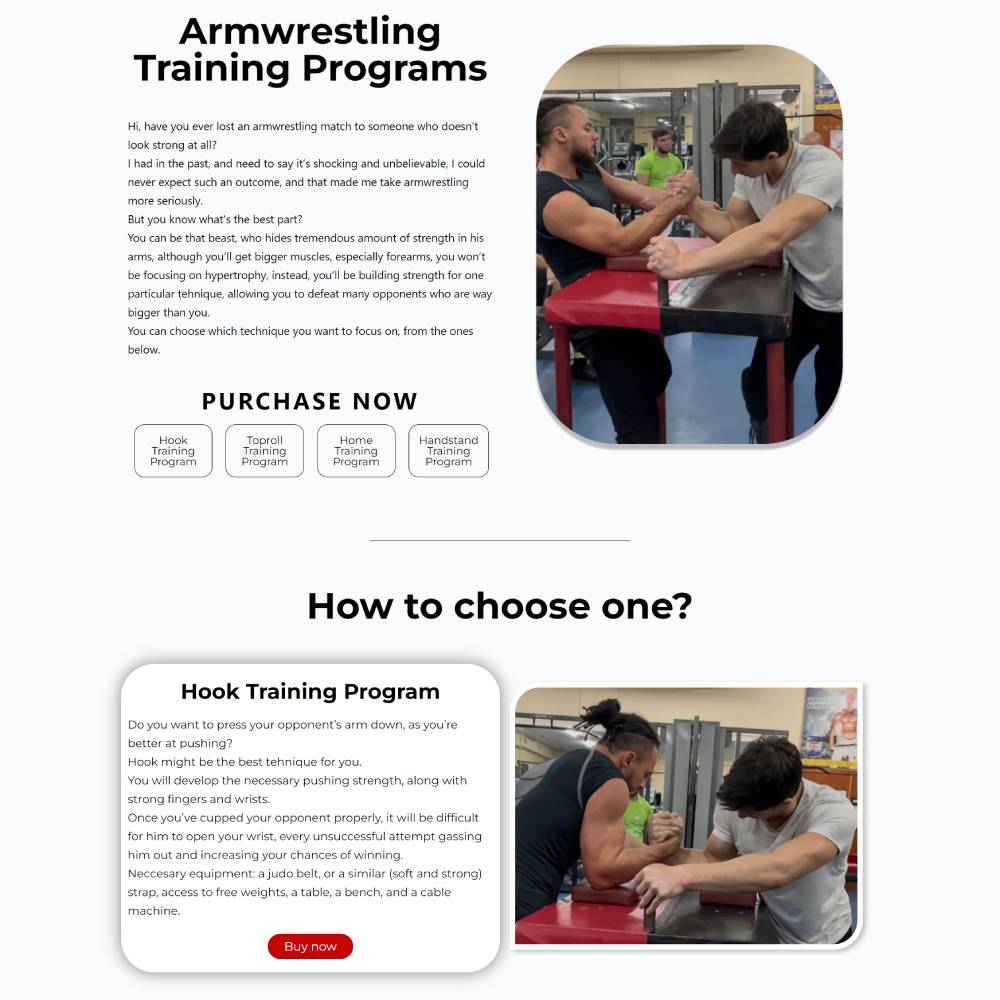 Armwrestling
Training Programs
Hi, have you ever lost an armwrestling match to someone who doesn't
look strong at all?
I had in the past, and need to say it's shocking and unbelievable, I could
never expect such an outcome, and that made me take armwrestling
more seriously.
But you know what's the best part?
You can be that beast, who hides tremendous amount of strength in his
arms, although you'll get bigger muscles, especially forearms, you won't
be focusing on hypertrophy, instead, you'll be building strength for one
particular tehnique, allowing you to defeat many opponents who are way
bigger than you.
You can choose which technique you want to focus on, from the ones
below.
PURCHASE NOW
Hook
Training
Program
Toproll
Training
Program
Home
Training
Program
Handstand
Training
Program
How to choose one?
Hook Training Program
Do you want to press your opponent's arm down, as you're
better at pushing?
Hook might be the best tehnique for you.
You will develop the necessary pushing strength, along with
strong fingers and wrists.
Once you've cupped your opponent properly, it will be difficult
for him to open your wrist, every unsuccessful attempt gassing
him out and increasing your chances of winning.
Neccesary equipment: a judo belt, or a similar (soft and strong)
strap, access to free weights, a table, a bench, and a cable
machine.
Buy now